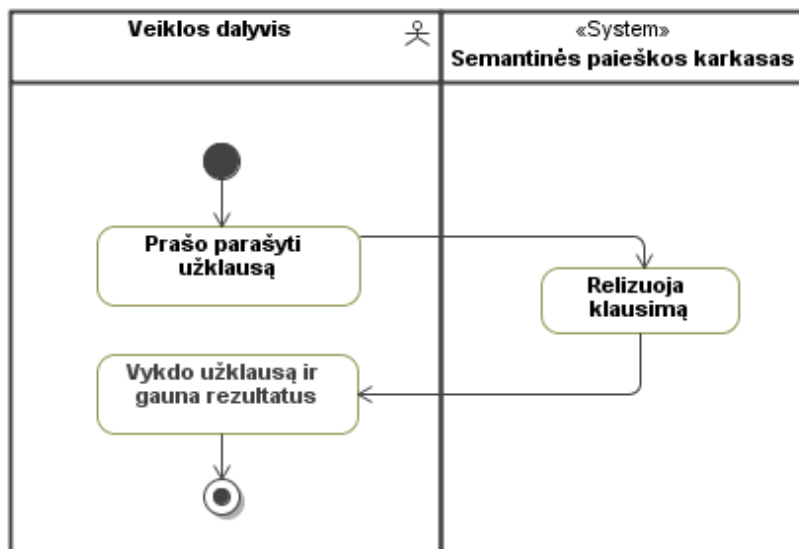 Veiklos dalyvis
«System»
Semantinės paieškos karkasas
Prašo parašyti
užklausą
Relizuoja
klausimą
Vykdo užklausą ir
gauna rezultatus